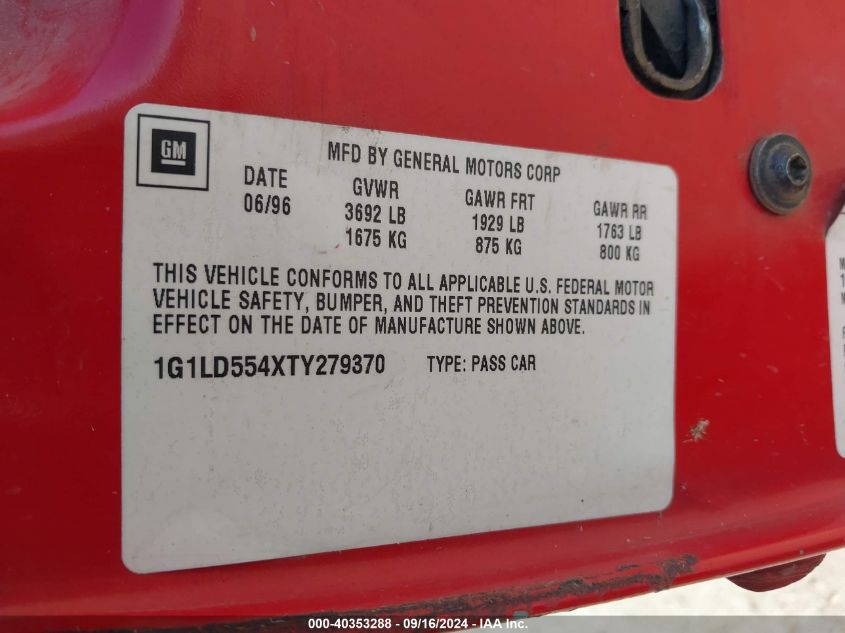 GM
MFD BY GENERAL MOTORS CORP
DATE GVWR GAWR FRT GAWR RR
06/96 3692 LB 1929 LB 1763 LB
1675 KG 875 KG 800 KG
THIS VEHICLE CONFORMS TO ALL APPLICABLE U.S. FEDERAL MOTOR
VEHICLE SAFETY, BUMPER, AND THEFT PREVENTION STANDARDS IN
EFFECT ON THE DATE OF MANUFACTURE SHOWN ABOVE.
1G1LD554XTY279370 TYPE: PASS CAR
000-40353288 - 09/16/2024 - IAA Inc.